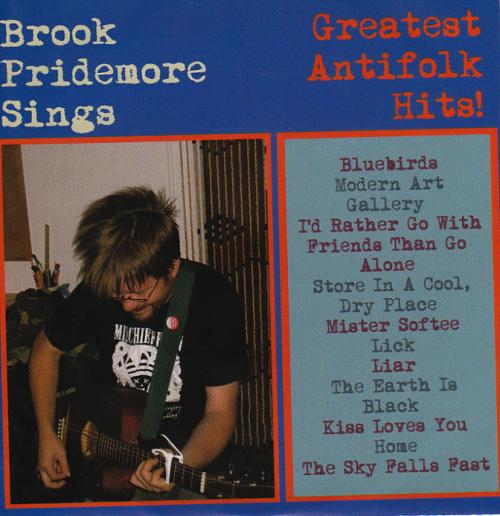 Brook
Pridemore
Sings
Greatest
Antifolk
Hits!
Bluebirds
Modern Art
Gallery
I'd Rather Go With
Friends Than Go
Alone
Store In A Cool,
Dry Place
Mister Softee
Lick
Liar
The Earth Is
Black
Kiss Loves You
Home
The Sky Falls Fast